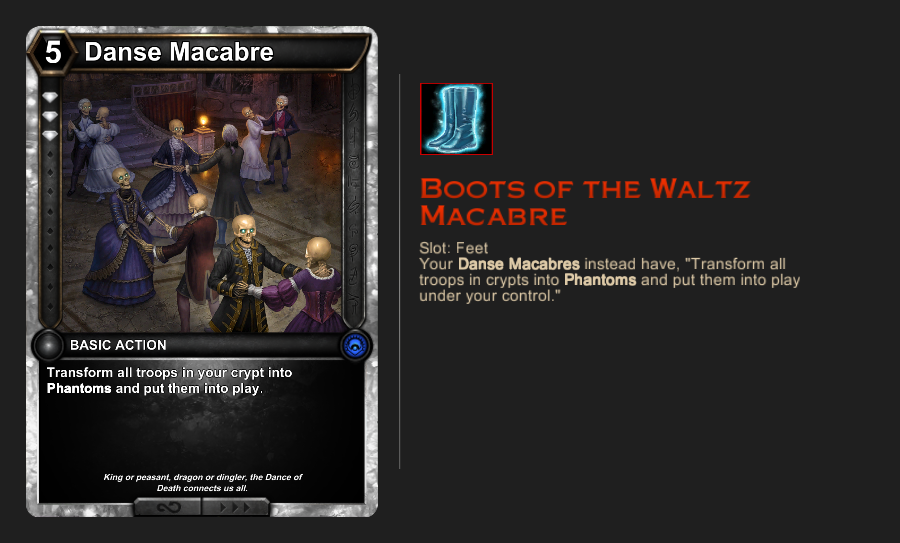 5 Danse Macabre
BASIC ACTION
Transform all troops in your crypt into
Phantoms and put them into play.
King or peasant, dragon or dingler, the Dance of
Death connects us all.
BOOTS OF THE WALTZ
MACABRE
Slot: Feet
Your Danse Macabres instead have, "Transform all
troops in crypts into Phantoms and put them into play
under your control."